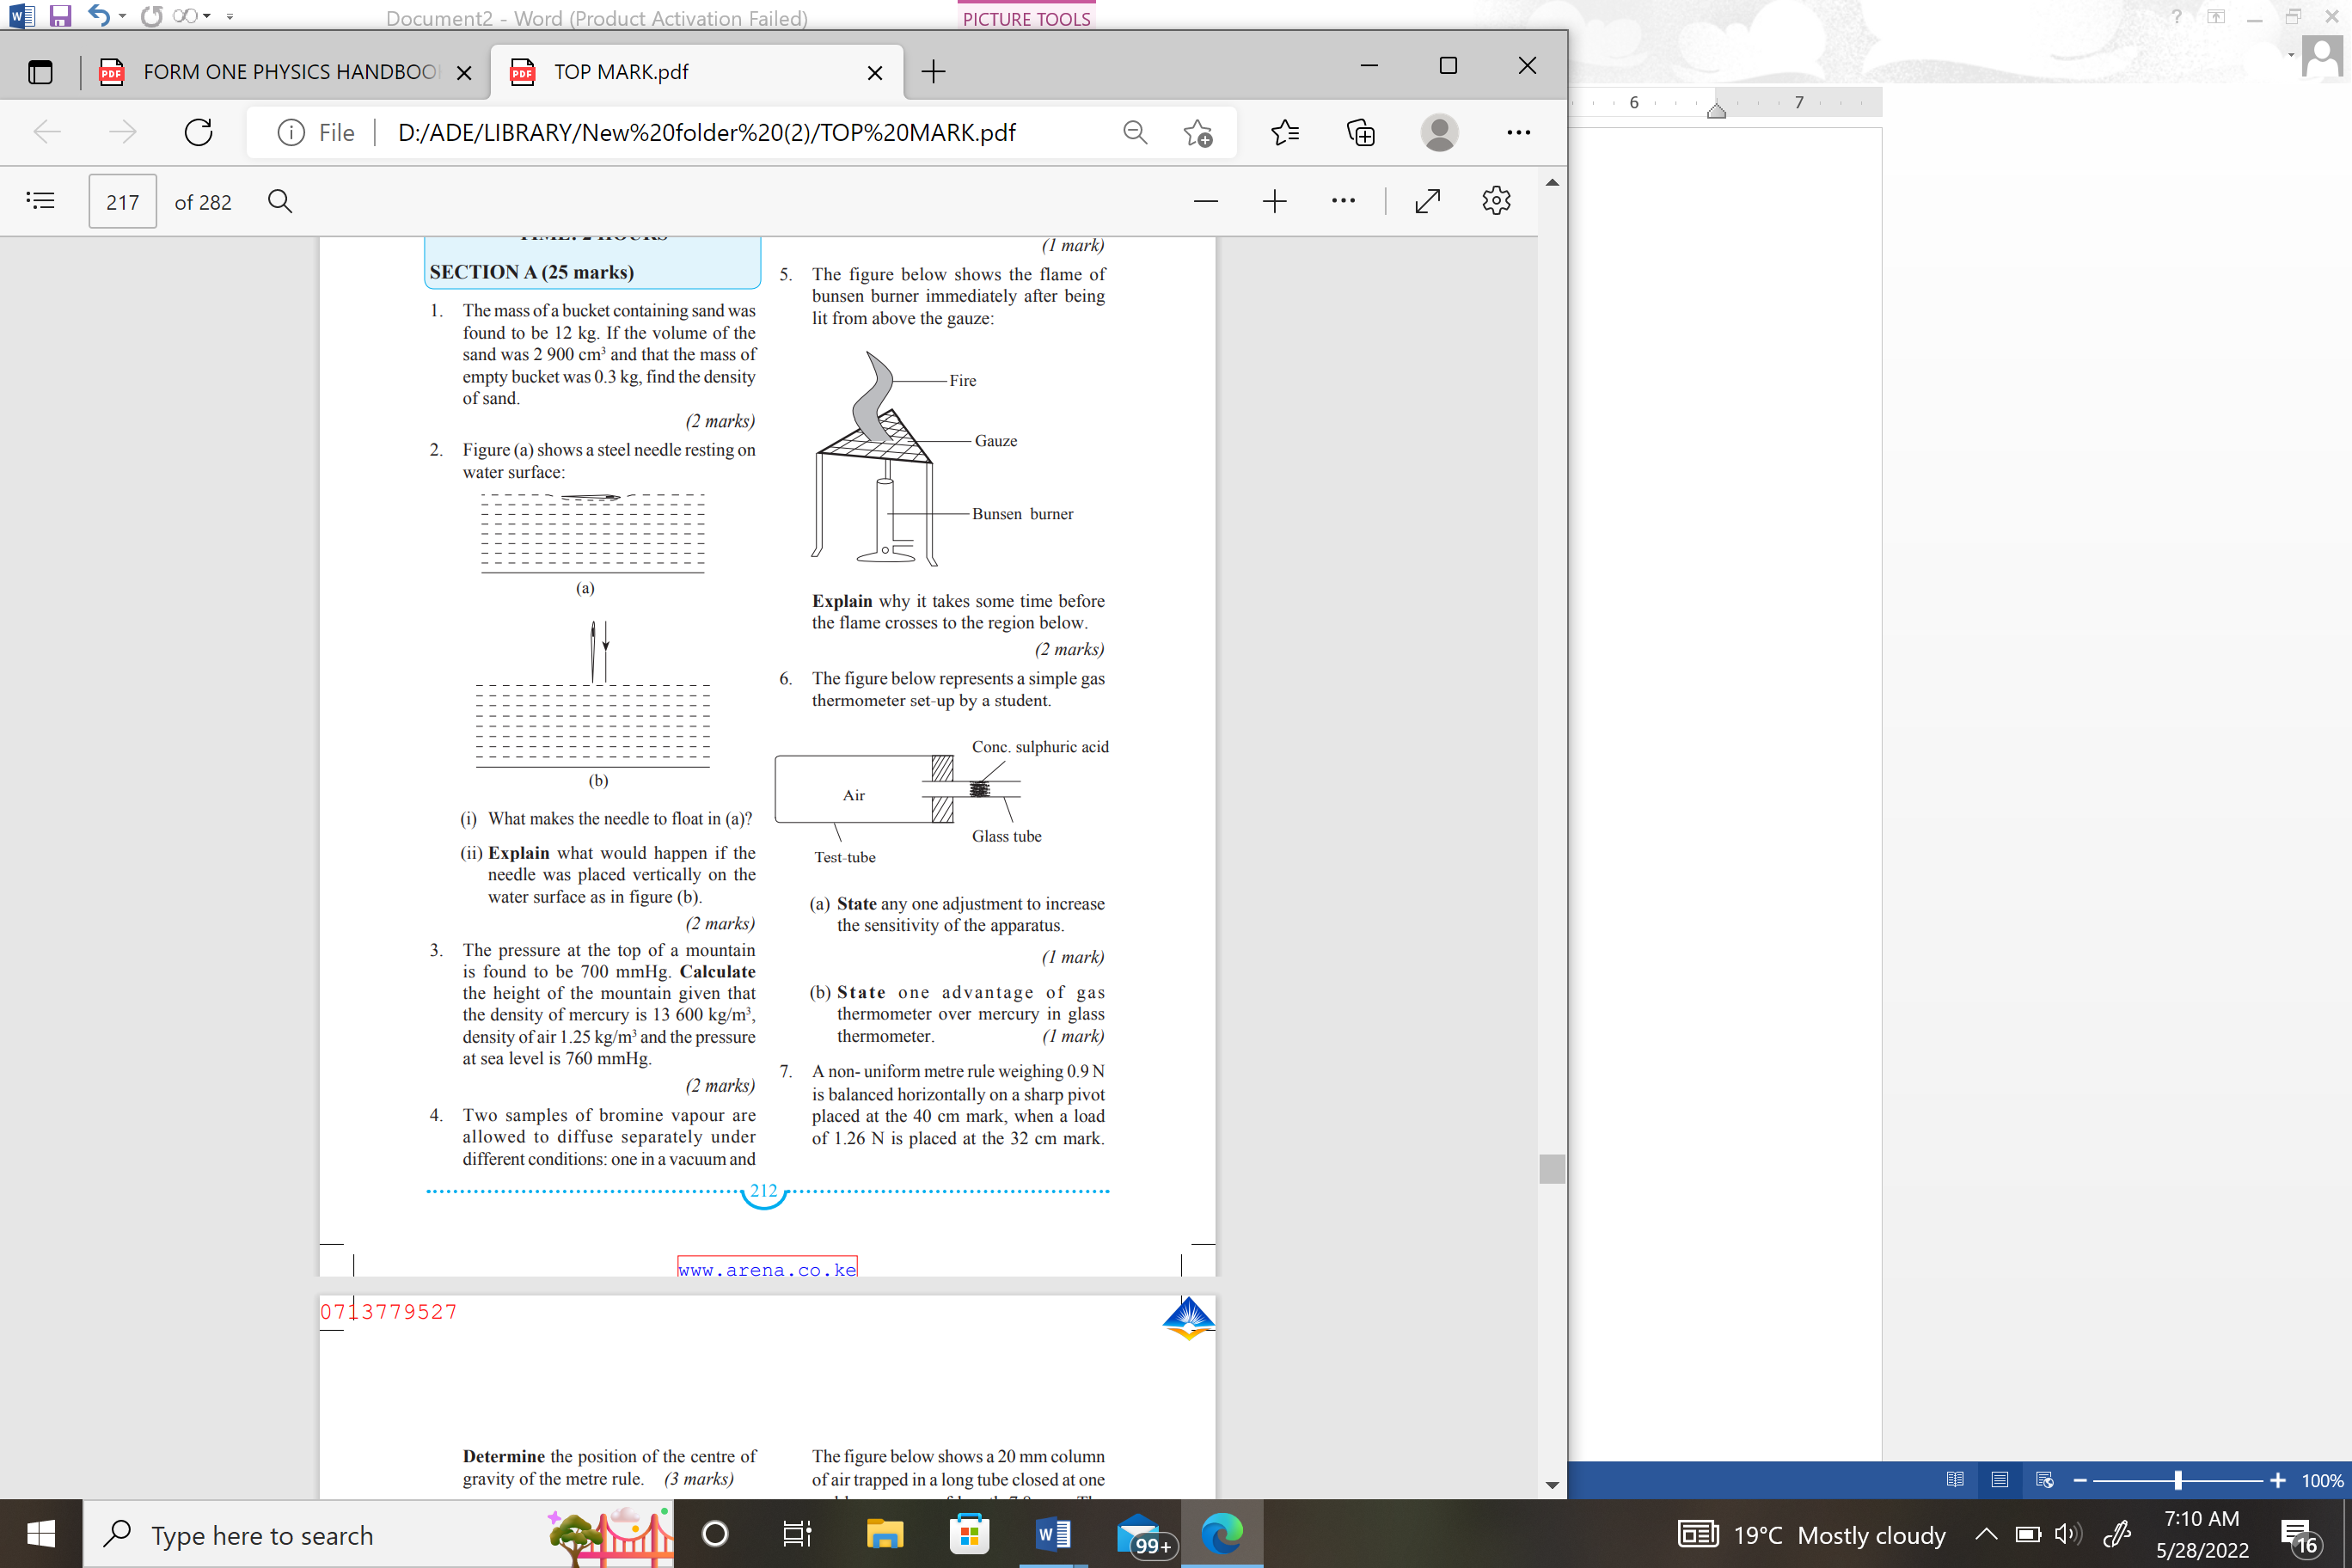 Document2 - Word (Product Activation Failed)
PICTURE TOOLS
FORM ONE PHYSICS HANDBOO
TOP MARK.pdf
File
D:/ADE/LIBRARY/New%20folder%20(2)/TOP%20MARK.pdf
6
7
217
of 282
SECTION A (25 marks)
1. The mass of a bucket containing sand was
found to be 12 kg. If the volume of the
sand was 2 900 cm³ and that the mass of
empty bucket was 0.3 kg, find the density
of sand.
(2 marks)
2. Figure (a) shows a steel needle resting on
water surface:
(a)
(b)
(i) What makes the needle to float in (a)?
(ii) Explain what would happen if the
needle was placed vertically on the
water surface as in figure (b).
(2 marks)
3. The pressure at the top of a mountain
is found to be 700 mmHg. Calculate
the height of the mountain given that
the density of mercury is 13 600 kg/m³,
density of air 1.25 kg/m³ and the pressure
at sea level is 760 mmHg.
(2 marks)
4. Two samples of bromine vapour are
allowed to diffuse separately under
different conditions: one in a vacuum and
(1 mark)
5. The figure below shows the flame of
bunsen burner immediately after being
lit from above the gauze:
Fire
Gauze
Bunsen burner
Explain why it takes some time before
the flame crosses to the region below.
(2 marks)
6. The figure below represents a simple gas
thermometer set-up by a student.
Conc. sulphuric acid
Air
Glass tube
Test-tube
(a) State any one adjustment to increase
the sensitivity of the apparatus.
(1 mark)
(b) State one advantage of gas
thermometer over mercury in glass
thermometer. (1 mark)
7. A non- uniform metre rule weighing 0.9 N
is balanced horizontally on a sharp pivot
placed at the 40 cm mark, when a load
of 1.26 N is placed at the 32 cm mark.
212
www.arena.co.ke
0713779527
Determine the position of the centre of
gravity of the metre rule. (3 marks)
The figure below shows a 20 mm column
of air trapped in a long tube closed at one
100%
Type here to search
99+
19°C Mostly cloudy
7:10 AM
5/28/2022
16